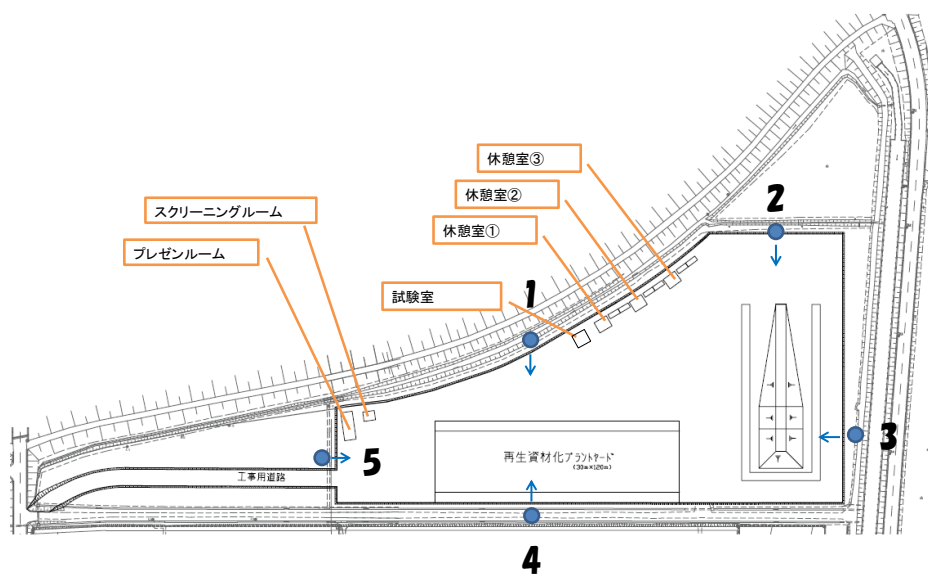 休憩室③
休憩室②
スクリーニングルーム
休憩室①
プレゼンルーム
試験室
1
2
3
4
5
再生資材化プラントヤード
(30m×120m)
工事用道路